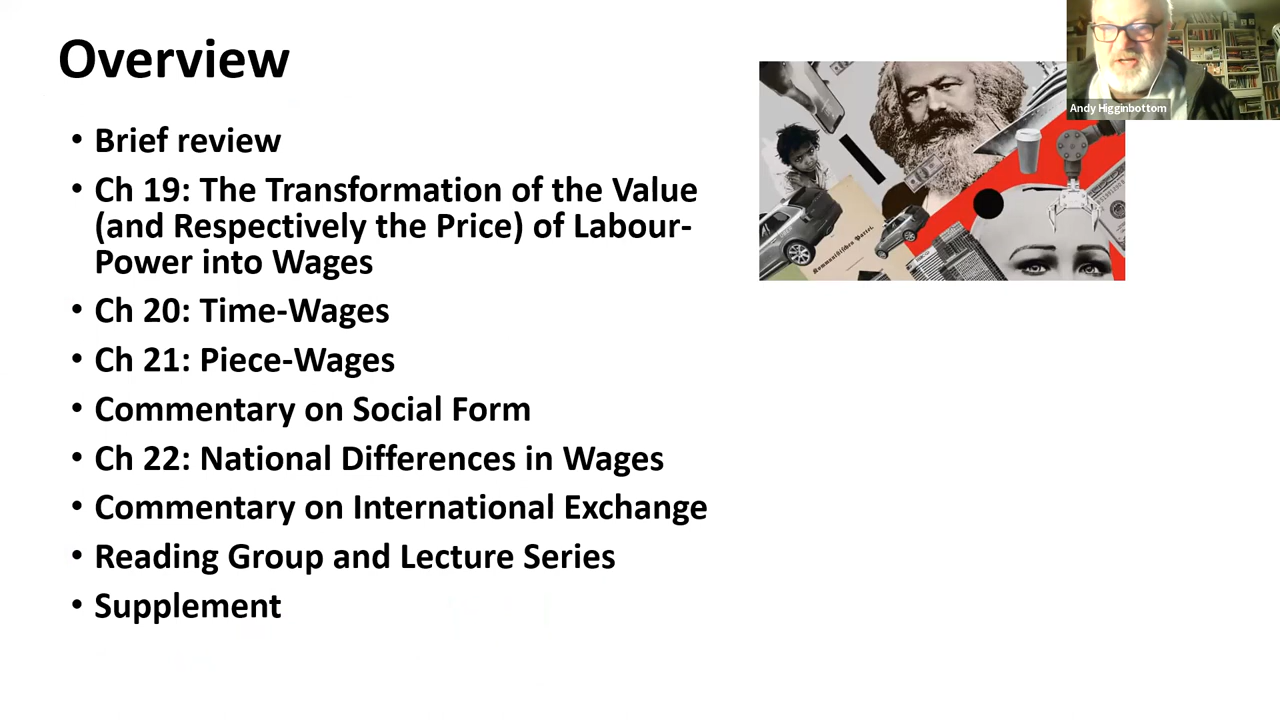 Overview
Andy Higginbottom
• Brief review
• Ch 19: The Transformation of the Value
(and Respectively the Price) of Labour-
Power into Wages
• Ch 20: Time-Wages
• Ch 21: Piece-Wages
• Commentary on Social Form
• Ch 22: National Differences in Wages
• Commentary on International Exchange
• Reading Group and Lecture Series
• Supplement